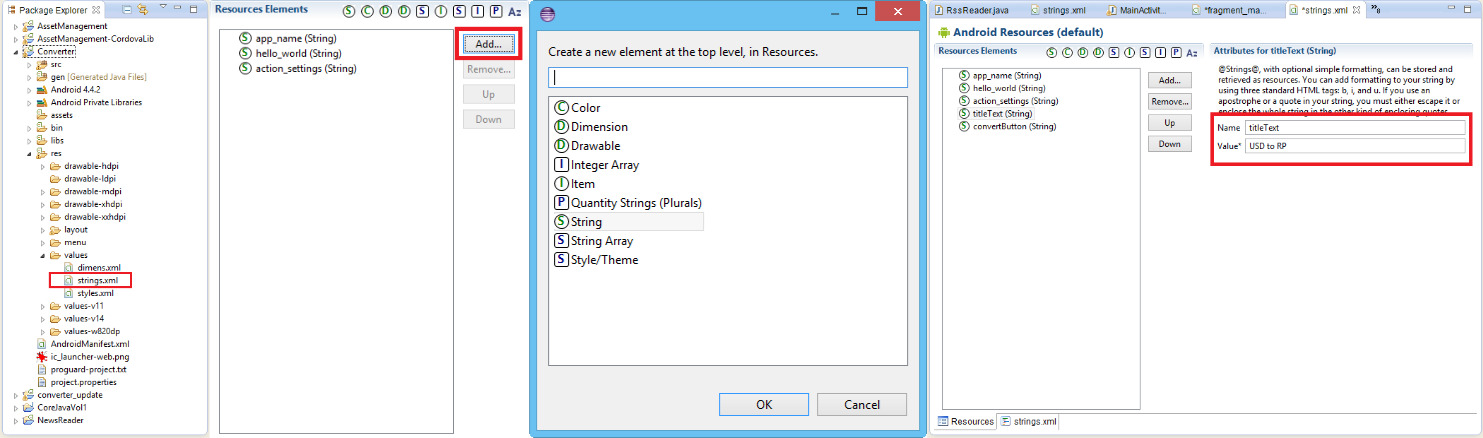 Package Explorer
AssetManagement
AssetManagement-CordovaLib
Converter
src
gen [Generated Java Files]
Android 4.4.2
Android Private Libraries
assets
bin
libs
res
drawable-hdpi
drawable-ldpi
drawable-mdpi
drawable-xhdpi
drawable-xxhdpi
layout
menu
values
dimens.xml
strings.xml
styles.xml
values-v11
values-v14
values-w820dp
AndroidManifest.xml
ic_launcher-web.png
proguard-project.txt
project.properties
converter_update
CoreJavaVol1
NewsReader
Resources Elements S C D D S I S I P Az
S app_name (String)
S hello_world (String)
S action_settings (String)
Add...
Remove...
Up
Down
Create a new element at the top level, in Resources.
C Color
D Dimension
D Drawable
I Integer Array
I Item
P Quantity Strings (Plurals)
S String
S String Array
S Style/Theme
OK Cancel
RssReader.java strings.xml MainActivit... *fragment_ma... *strings.xml »8
Android Resources (default)
Resources Elements S C D D S I S I P Az
S app_name (String)
S hello_world (String)
S action_settings (String)
S titleText (String)
S convertButton (String)
Add...
Remove...
Up
Down
Attributes for titleText (String)
@Strings@, with optional simple formatting, can be stored and
retrieved as resources. You can add formatting to your string by
using three standard HTML tags: b, i, and u. If you use an
apostrophe or a quote in your string, you must either escape it or
enclose the whole string in the other kind of enclosing quotes
Name titleText
Value* USD to RP
Resources strings.xml